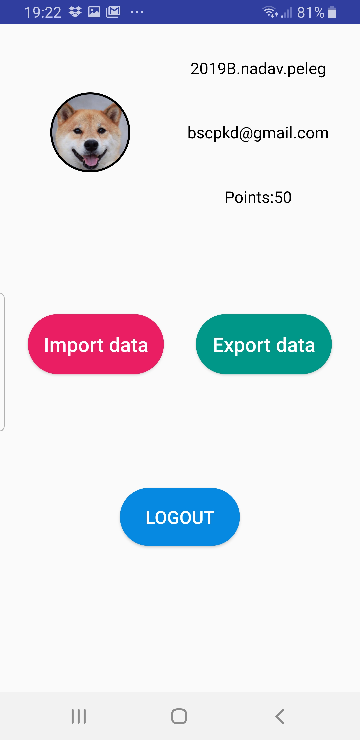 19:22
81%
2019B.nadav.peleg
bscpkd@gmail.com
Points:50
Import data
Export data
LOGOUT